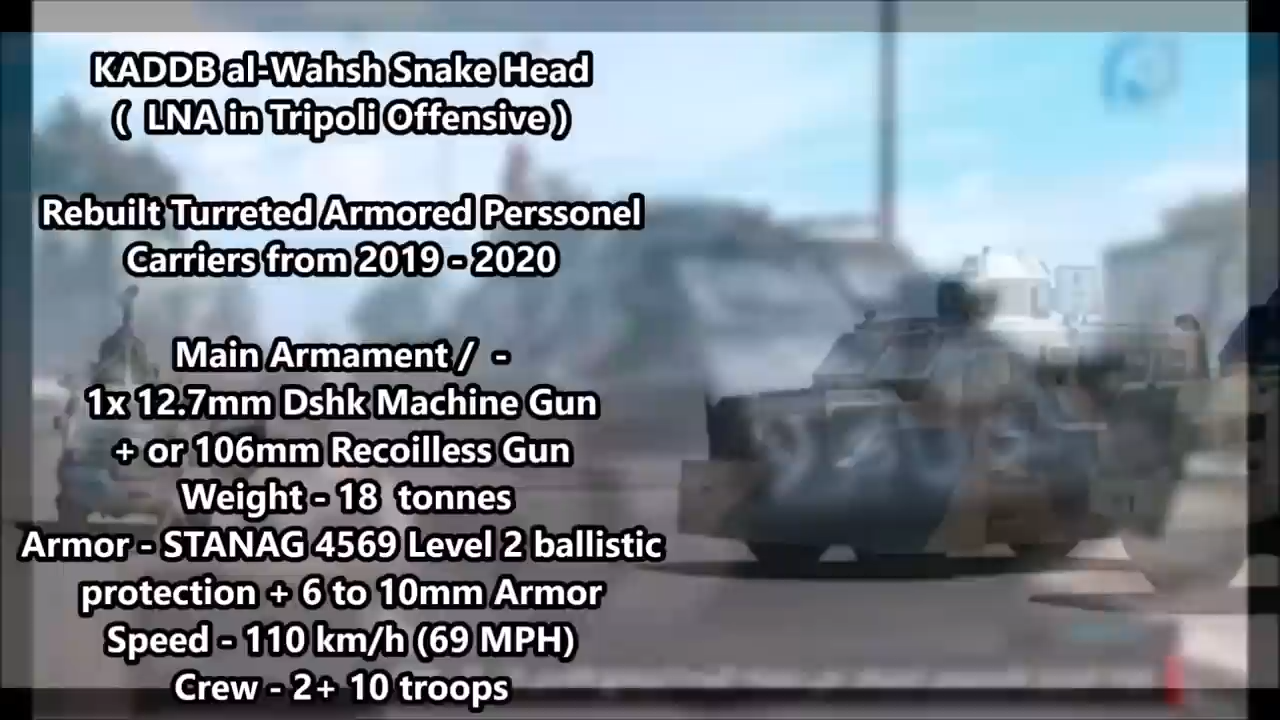 KADDB al-Wahsh Snake Head
( LNA in Tripoli Offensive )
Rebuilt Turreted Armored Perssonel
Carriers from 2019 - 2020
Main Armament / -
1x 12.7mm Dshk Machine Gun
+ or 106mm Recoilless Gun
Weight - 18 tonnes
Armor - STANAG 4569 Level 2 ballistic
protection + 6 to 10mm Armor
Speed - 110 km/h (69 MPH)
Crew - 2+ 10 troops